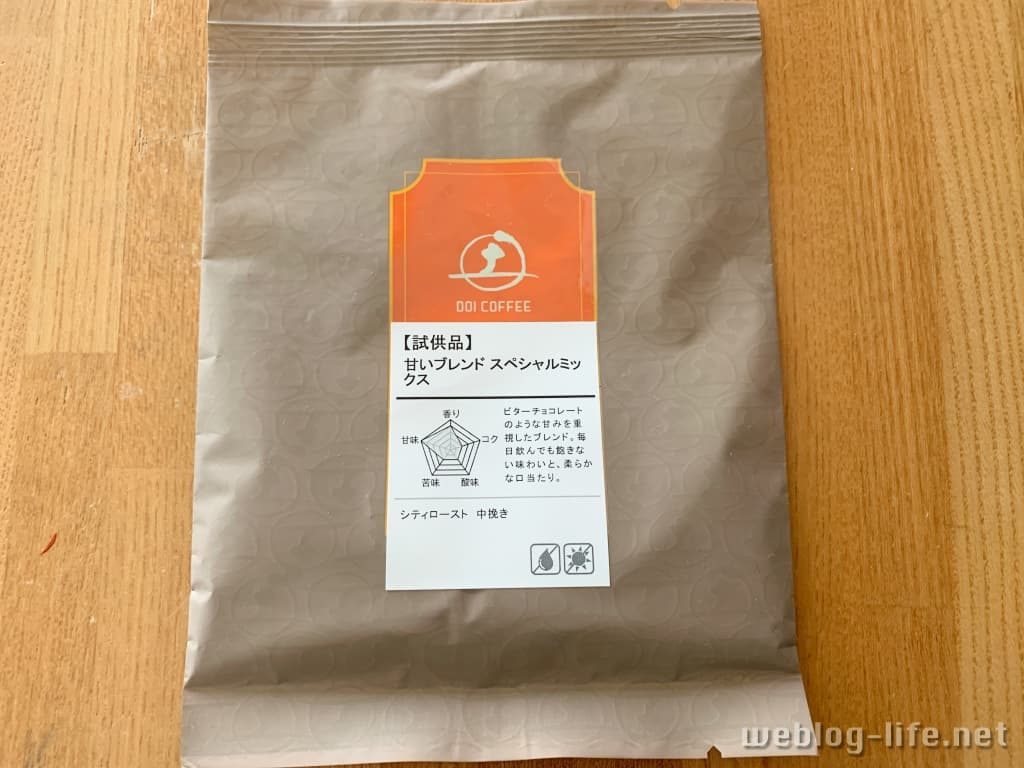 DOI COFFEE
【試供品】
甘いブレンド スペシャルミッ
クス
香り
甘味
コク
苦味
酸味
ビターチョコレート
のような甘みを重
視したブレンド。毎
日飲んでも飽きな
い味わいと、柔らか
な口当たり。
シティロースト 中挽き
weblog-life.net